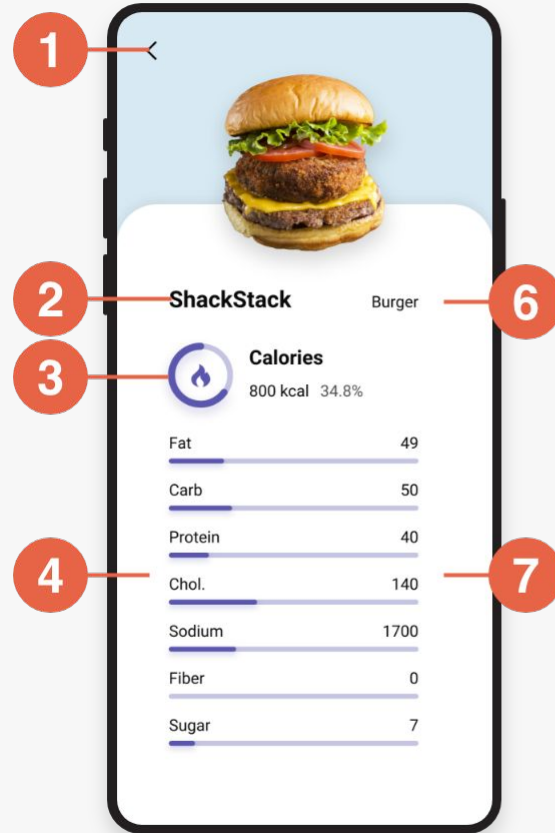 1
2 ShackStack Burger 6
3 Calories
800 kcal 34.8%
Fat 49
Carb 50
Protein 40
4 Chol. 140 7
Sodium 1700
Fiber 0
Sugar 7